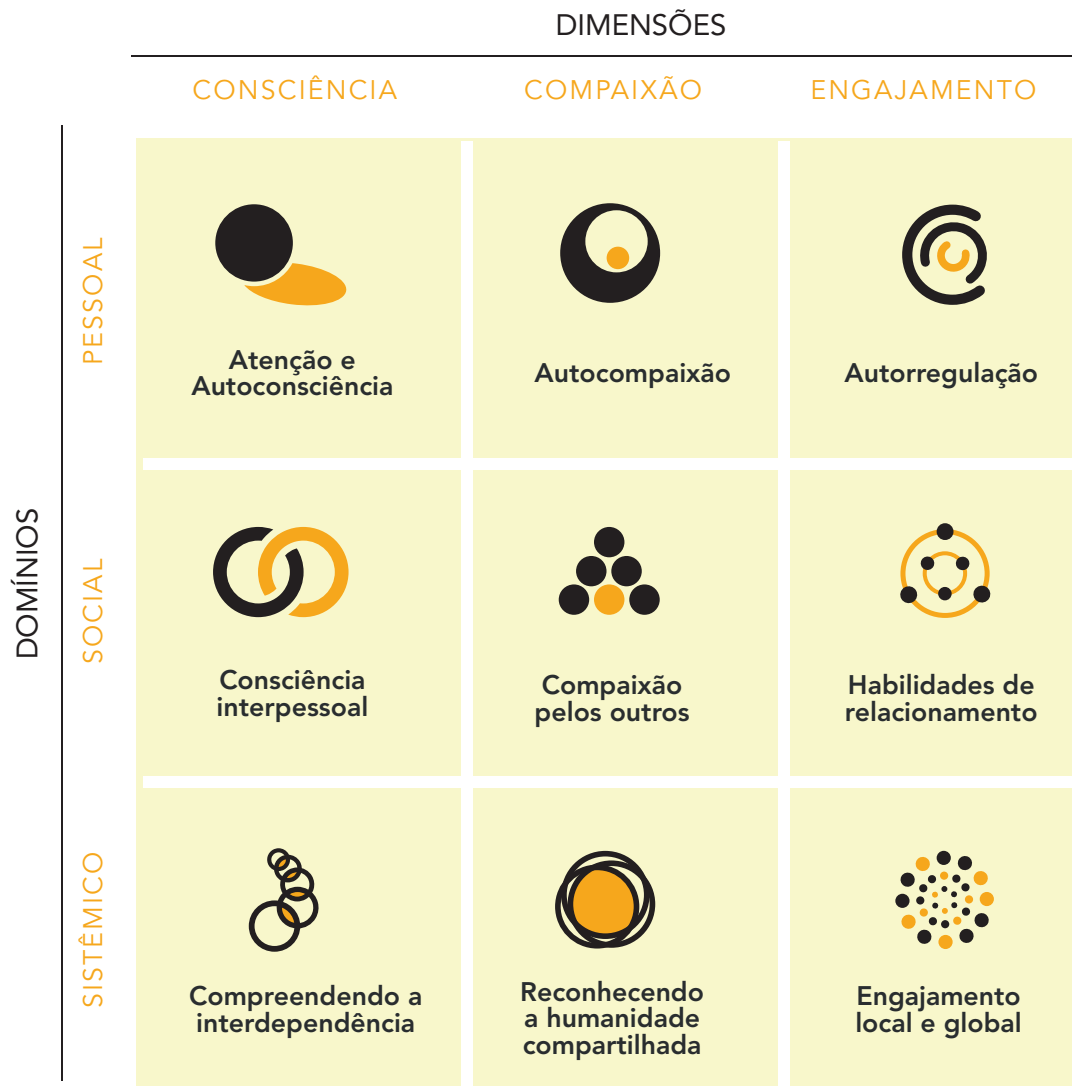 DIMENSÕES
CONSCIÊNCIA
COMPAIXÃO
ENGAJAMENTO
DOMÍNIOS
PESSOAL
Atenção e
Autoconsciência
Autocompaixão
Autorregulação
SOCIAL
Consciência
interpessoal
Compaixão
pelos outros
Habilidades de
relacionamento
SISTÊMICO
Compreendendo a
interdependência
Reconhecendo
a humanidade
compartilhada
Engajamento
local e global